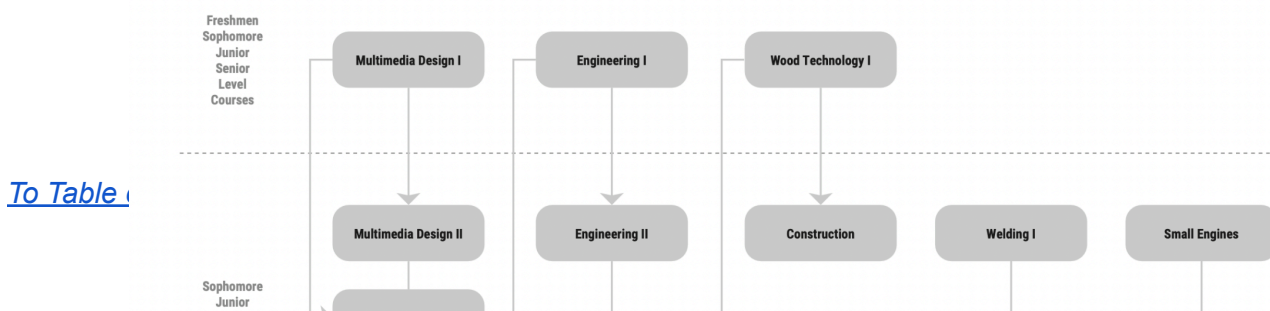 Freshmen
Sophomore
Junior
Senior
Level
Courses
Multimedia Design I
Engineering I
Wood Technology I
To Table
Multimedia Design II
Engineering II
Construction
Welding I
Small Engines
Sophomore
Junior